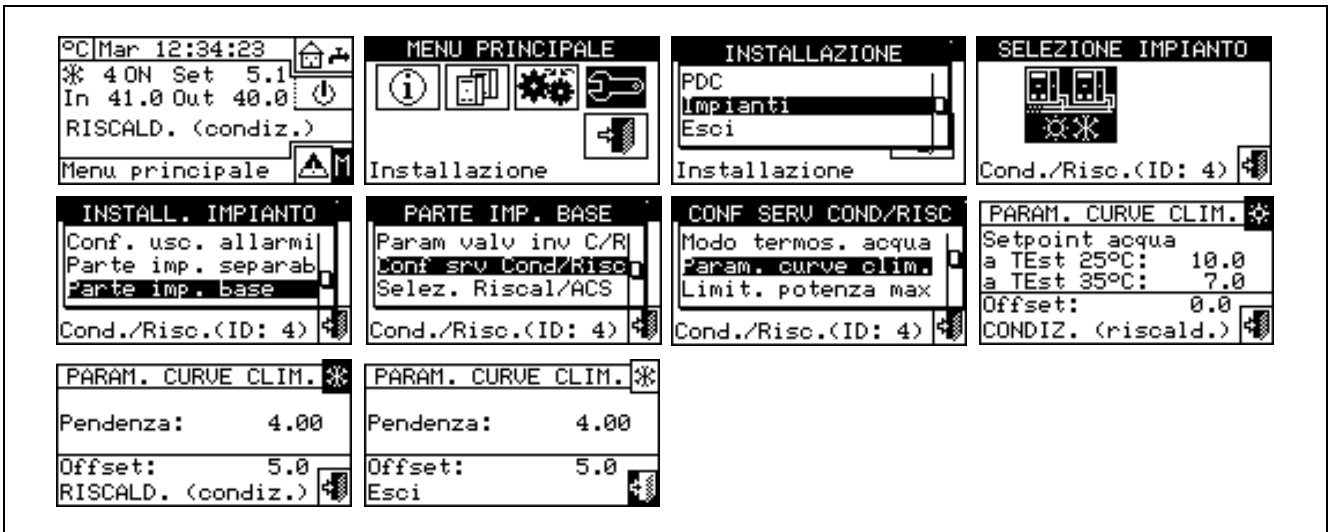 ºC Mar 12:34:23
4 ON Set 5.1
In 41.0 Out 40.0
RISCALD. (condiz.)
Menu principale M
MENU PRINCIPALE
Installazione
INSTALLAZIONE
PDC
Impianti
Esci
Installazione
SELEZIONE IMPIANTO
Cond./Risc.(ID: 4)
INSTALL. IMPIANTO
Conf. usc. allarmi
Parte imp. separab
Parte imp. base
Cond./Risc.(ID: 4)
PARTE IMP. BASE
Param valv inv C/R
Conf srv Cond/Risc
Selez. Riscal/ACS
Cond./Risc.(ID: 4)
CONF SERV COND/RISC
Modo termos. acqua
Param. curve clim.
Limit. potenza max
Cond./Risc.(ID: 4)
PARAM. CURVE CLIM.
Setpoint acqua
a TEst 25ºC: 10.0
a TEst 35ºC: 7.0
Offset: 0.0
CONDIZ. (riscald.)
PARAM. CURVE CLIM.
Pendenza: 4.00
Offset: 5.0
RISCALD. (condiz.)
PARAM. CURVE CLIM.
Pendenza: 4.00
Offset: 5.0
Esci